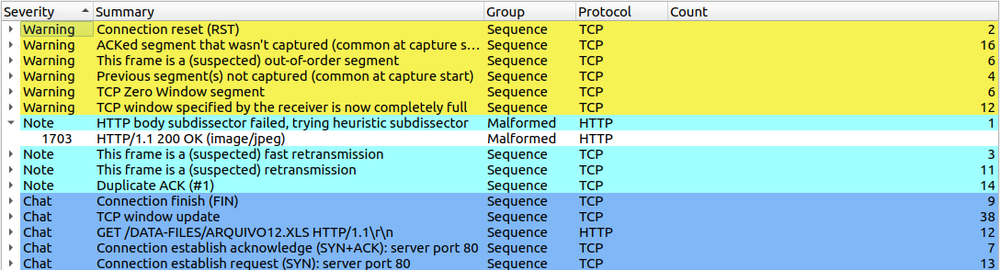 Severity Summary Group Protocol Count
Warning Connection reset (RST) Sequence TCP 2
Warning ACKed segment that wasn't captured (common at capture s... Sequence TCP 16
Warning This frame is a (suspected) out-of-order segment Sequence TCP 6
Warning Previous segment(s) not captured (common at capture start) Sequence TCP 4
Warning TCP Zero Window segment Sequence TCP 6
Warning TCP window specified by the receiver is now completely full Sequence TCP 12
Note HTTP body subdissector failed, trying heuristic subdissector Malformed HTTP 1
1703 HTTP/1.1 200 OK (image/jpeg) Malformed HTTP
Note This frame is a (suspected) fast retransmission Sequence TCP 3
Note This frame is a (suspected) retransmission Sequence TCP 11
Note Duplicate ACK (#1) Sequence TCP 14
Chat Connection finish (FIN) Sequence TCP 9
Chat TCP window update Sequence TCP 38
Chat GET /DATA-FILES/ARQUIVO12.XLS HTTP/1.1\r\n Sequence HTTP 12
Chat Connection establish acknowledge (SYN+ACK): server port 80 Sequence TCP 7
Chat Connection establish request (SYN): server port 80 Sequence TCP 13